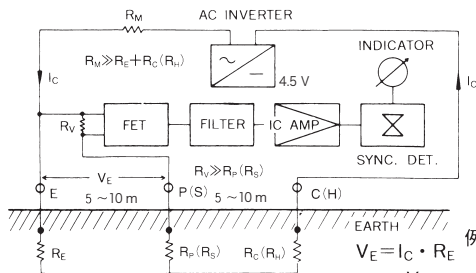 R_M
AC INVERTER
INDICATOR
R_M≫R_E+R_C(R_H)
4.5 V
I_C
I_C
R_V
FET
FILTER
IC AMP
SYNC. DET.
V_E
R_V≫R_P(R_S)
E
5~10 m
P(S)
5~10 m
C(H)
EARTH
R_E
R_P(R_S)
R_C(R_H)
例
V_E=I_C·R_E